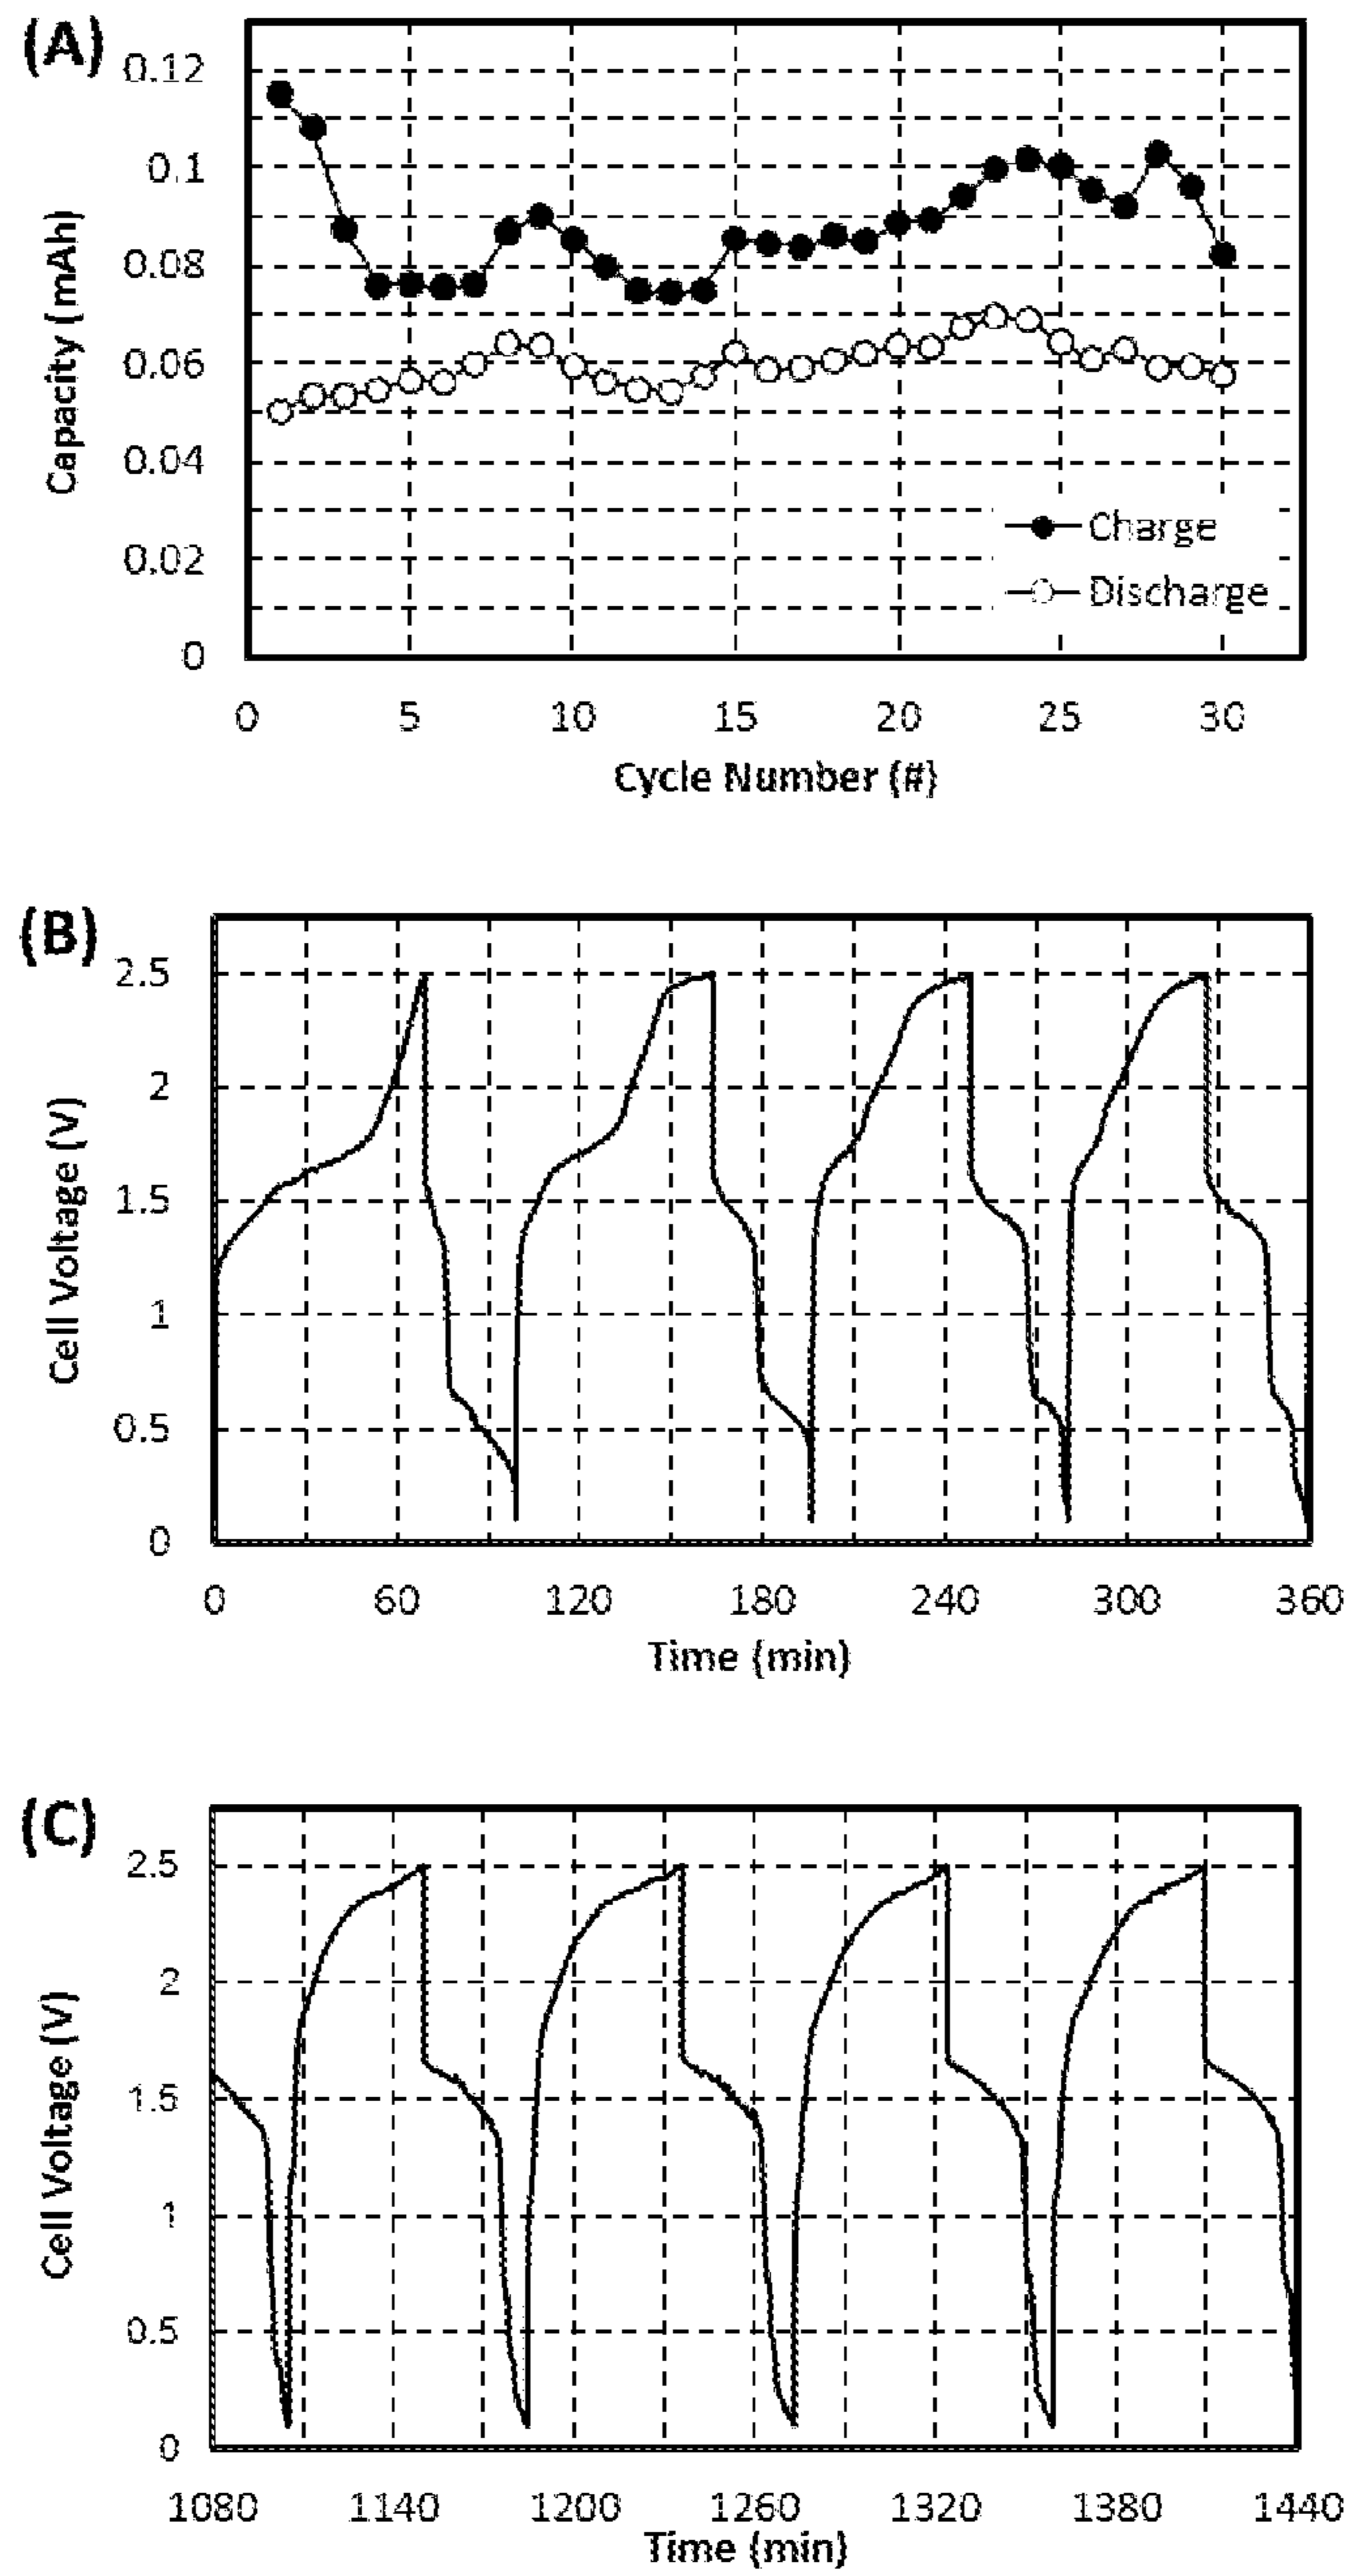 (A)
0.12
0.1
0.08
0.06
0.04
0.02
0
Capacity (mAh)
Charge
Discharge
0 5 10 15 20 25 30
Cycle Number (#)
(B)
2.5
2
1.5
1
0.5
0
Cell Voltage (V)
0 60 120 180 240 300 360
Time (min)
(C)
2.5
2
1.5
1
0.5
0
Cell Voltage (V)
1080 1140 1200 1260 1320 1380 1440
Time (min)